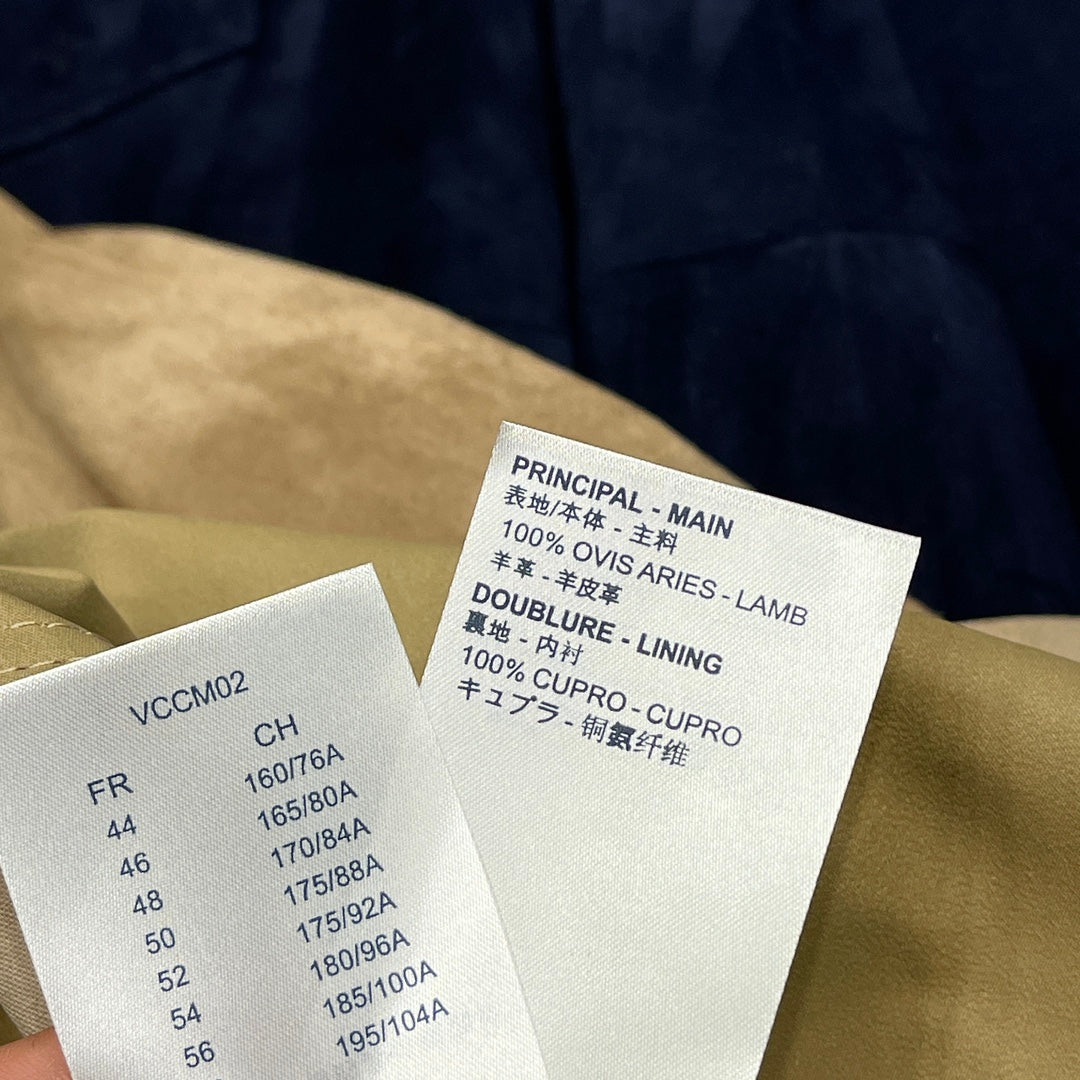 VCCM02
FR CH
44 160/76A
46 165/80A
48 170/84A
50 175/88A
52 175/92A
54 180/96A
56 185/100A
195/104A
PRINCIPAL - MAIN
表地/本体 - 主料
100% OVIS ARIES - LAMB
羊革 - 羊皮革
DOUBLURE - LINING
裏地 - 内衬
100% CUPRO - CUPRO
キュプラ - 铜氨纤维